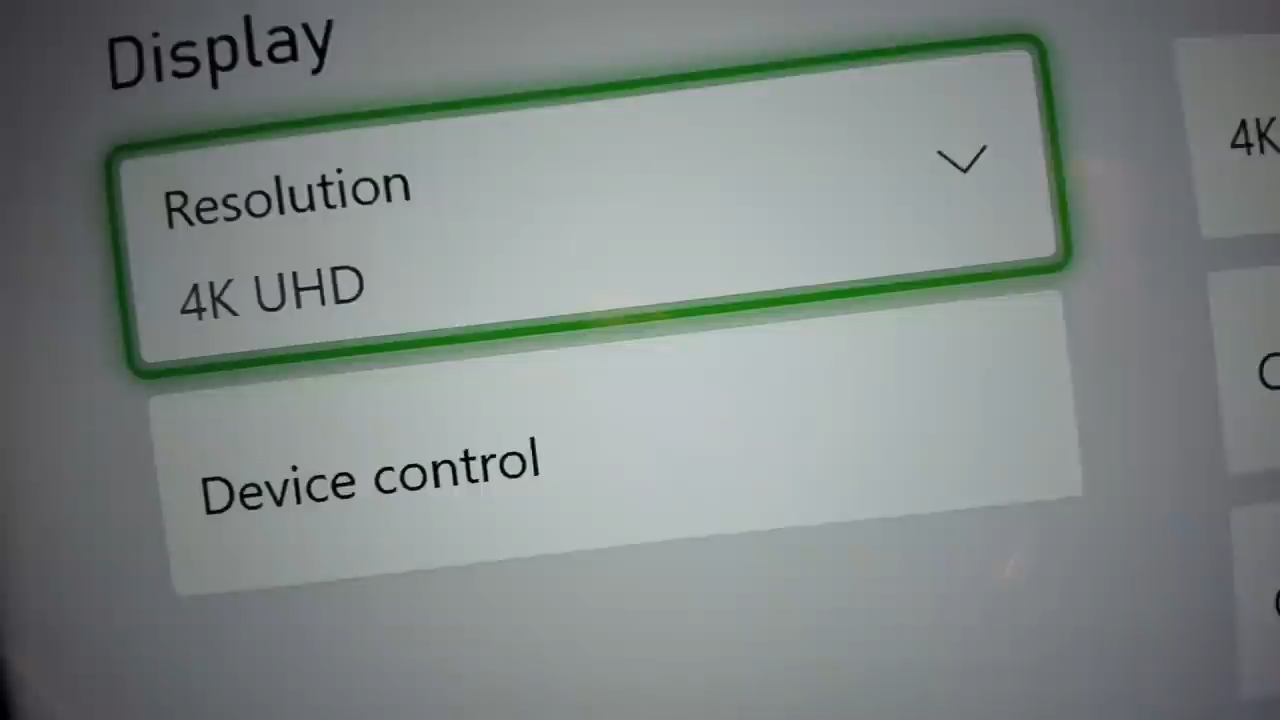 Display
Resolution
4K UHD
Device control
4K